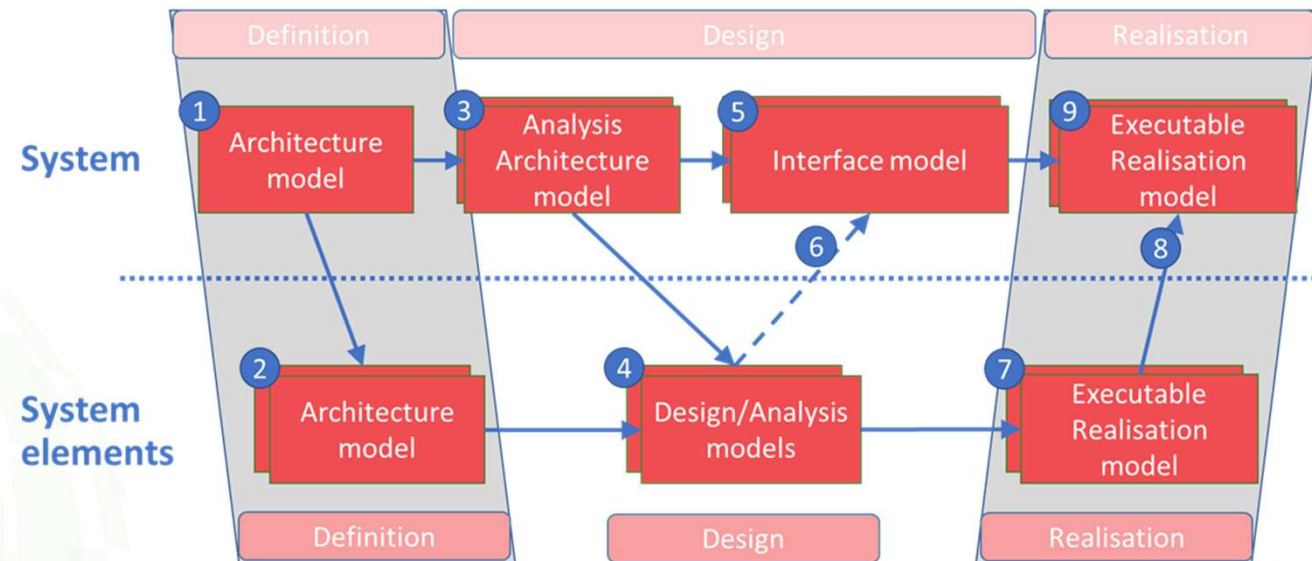 Definition
Design
Realisation
1
3
5
9
System
Architecture
model
Analysis
Architecture
model
Interface model
Executable
Realisation
model
6
8
2
4
7
System
elements
Architecture
model
Design/Analysis
models
Executable
Realisation
model
Definition
Design
Realisation